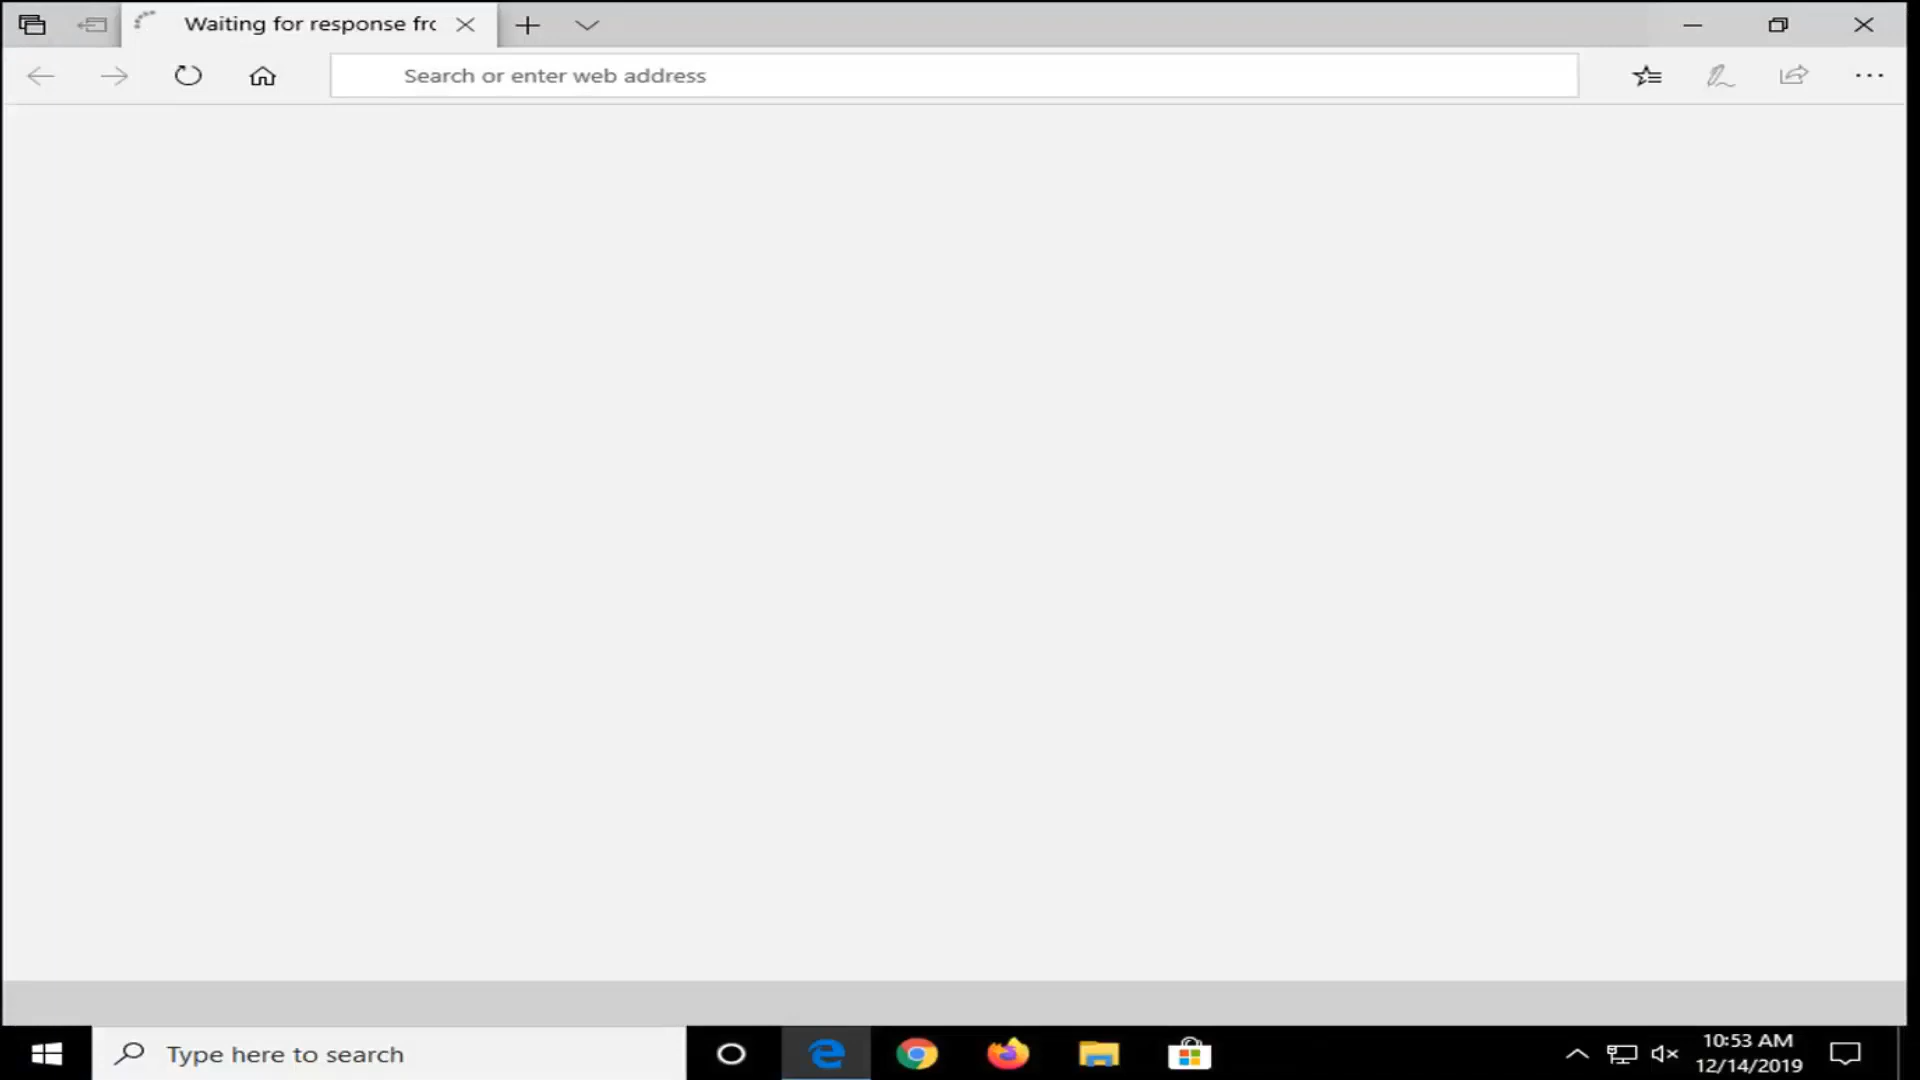 Waiting for response frc
Search or enter web address
Type here to search
10:53 AM
12/14/2019